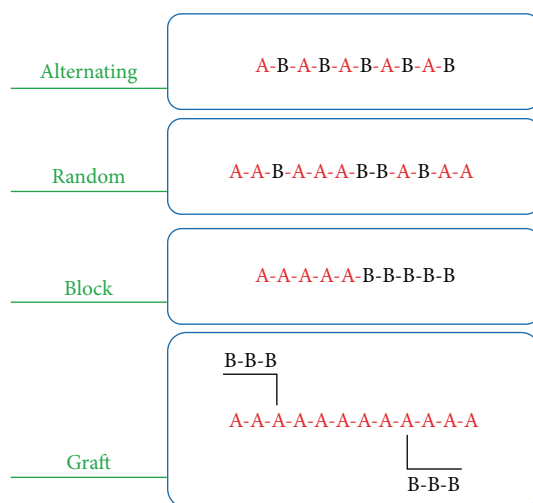 Alternating
A-B-A-B-A-B-A-B-A-B
Random
A-A-B-A-A-A-B-B-A-B-A-A
Block
A-A-A-A-A-B-B-B-B-B
B-B-B
A-A-A-A-A-A-A-A-A-A-A-A
Graft
B-B-B